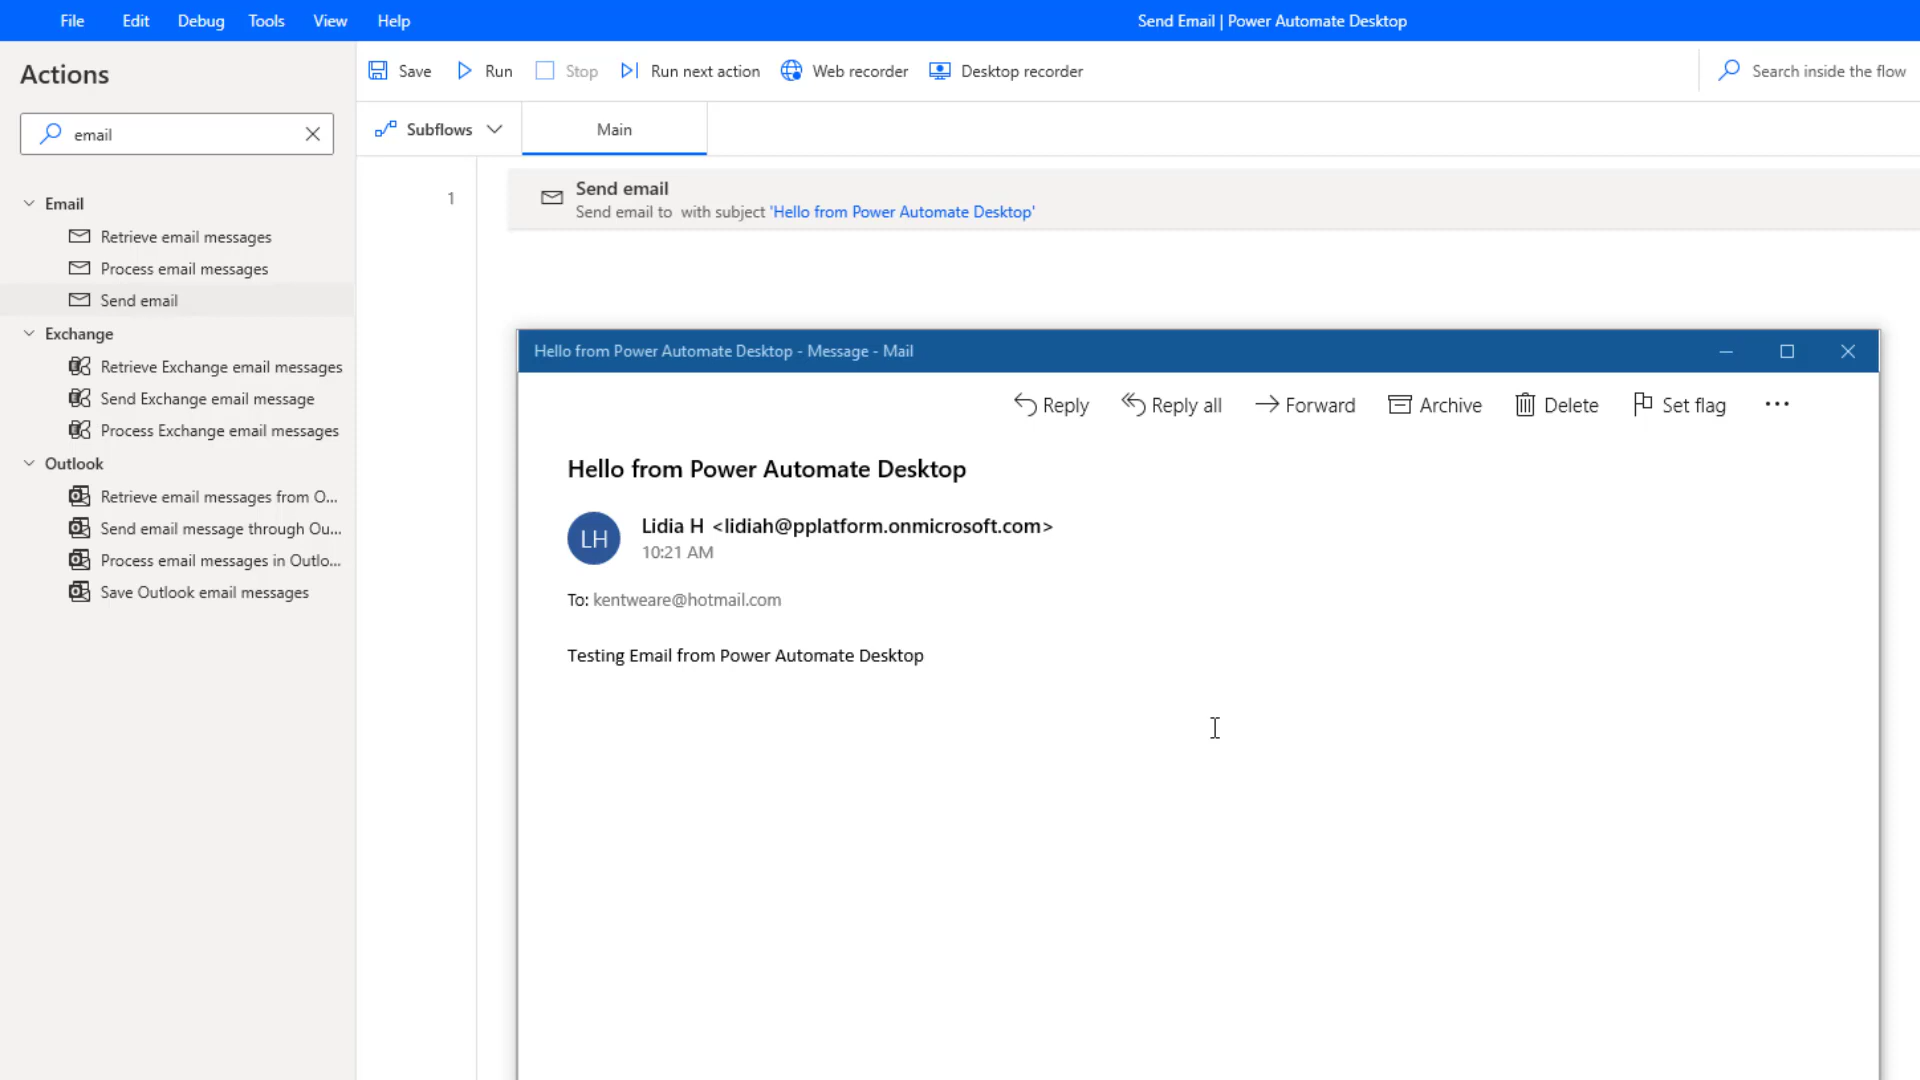 File Edit Debug Tools View Help
Send Email | Power Automate Desktop
Actions
Save Run Stop Run next action Web recorder Desktop recorder
Search inside the flow
email
Subflows
Main
Email
Retrieve email messages
Process email messages
Send email
Exchange
Retrieve Exchange email messages
Send Exchange email message
Process Exchange email messages
Outlook
Retrieve email messages from O...
Send email message through Ou...
Process email messages in Outlo...
Save Outlook email messages
1
Send email
Send email to with subject 'Hello from Power Automate Desktop'
Hello from Power Automate Desktop - Message - Mail
Reply Reply all Forward Archive Delete Set flag ...
Hello from Power Automate Desktop
LH
Lidia H <lidiah@pplatform.onmicrosoft.com>
10:21 AM
To: kentweare@hotmail.com
Testing Email from Power Automate Desktop